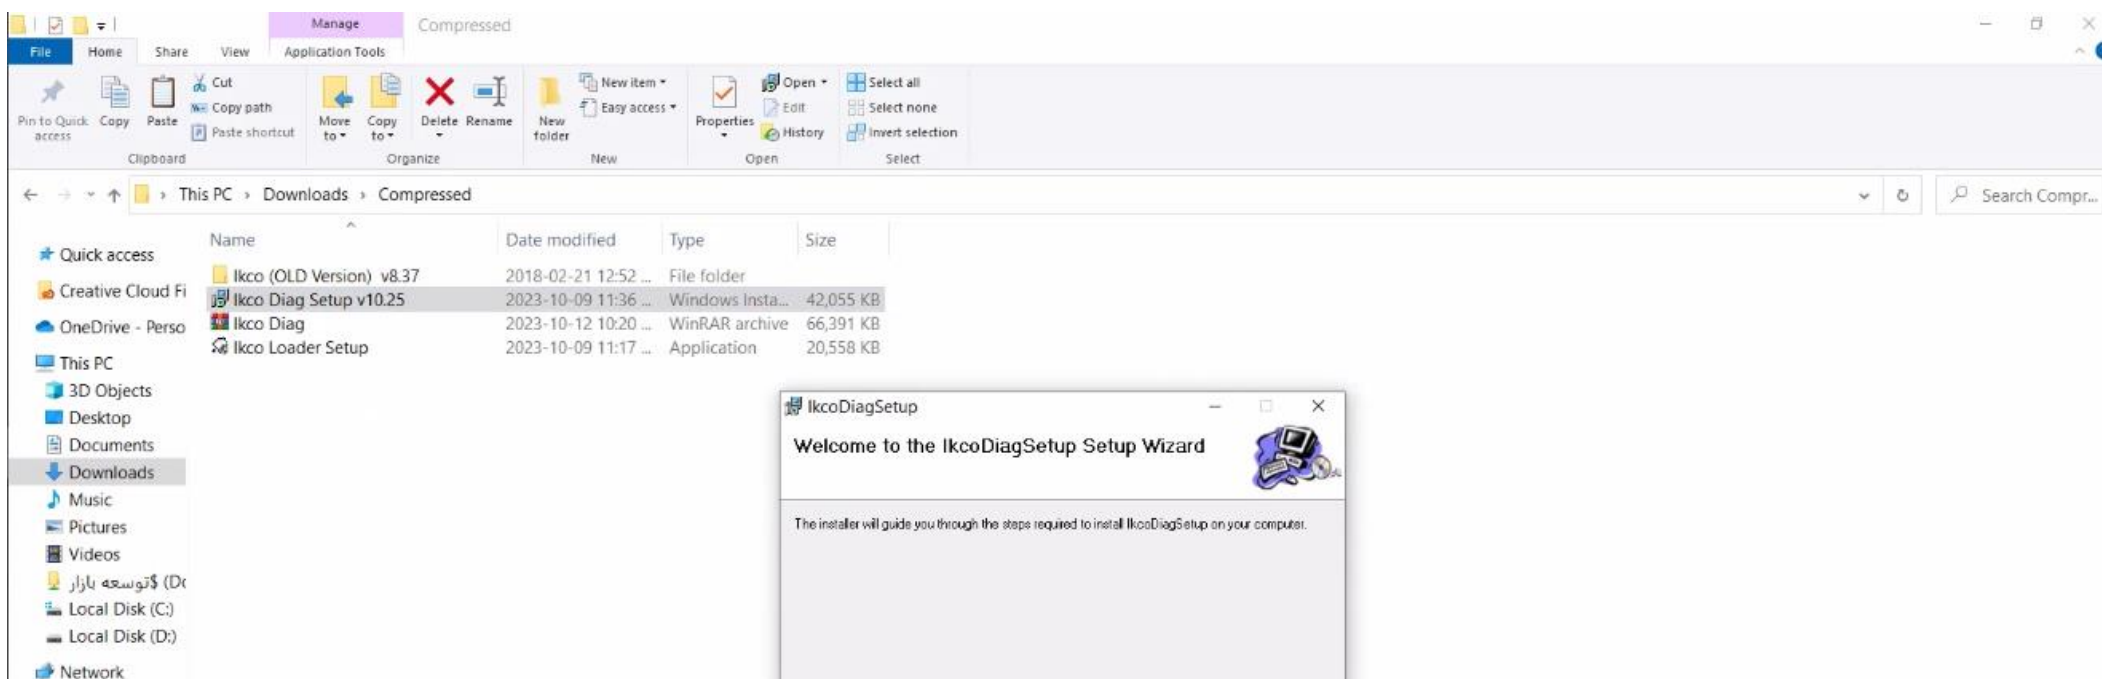 Manage Compressed
File Home Share View Application Tools
Pin to Quick access
Copy
Paste
Cut
Copy path
Paste shortcut
Clipboard
Move to
Copy to
Delete
Rename
Organize
New folder
New item
Easy access
New
Properties
Open
Edit
History
Open
Select all
Select none
Invert selection
Select
This PC › Downloads › Compressed
Search Compr...
Name Date modified Type Size
Ikco (OLD Version) v8.37 2018-02-21 12:52 ... File folder
Ikco Diag Setup v10.25 2023-10-09 11:36 ... Windows Insta... 42,055 KB
Ikco Diag 2023-10-12 10:20 ... WinRAR archive 66,391 KB
Ikco Loader Setup 2023-10-09 11:17 ... Application 20,558 KB
Quick access
Creative Cloud Fi
OneDrive - Perso
This PC
3D Objects
Desktop
Documents
Downloads
Music
Pictures
Videos
توسعه بازار$ (Do
Local Disk (C:)
Local Disk (D:)
Network
IkcoDiagSetup
Welcome to the IkcoDiagSetup Setup Wizard
The installer will guide you through the steps required to install IkcoDiagSetup on your computer.